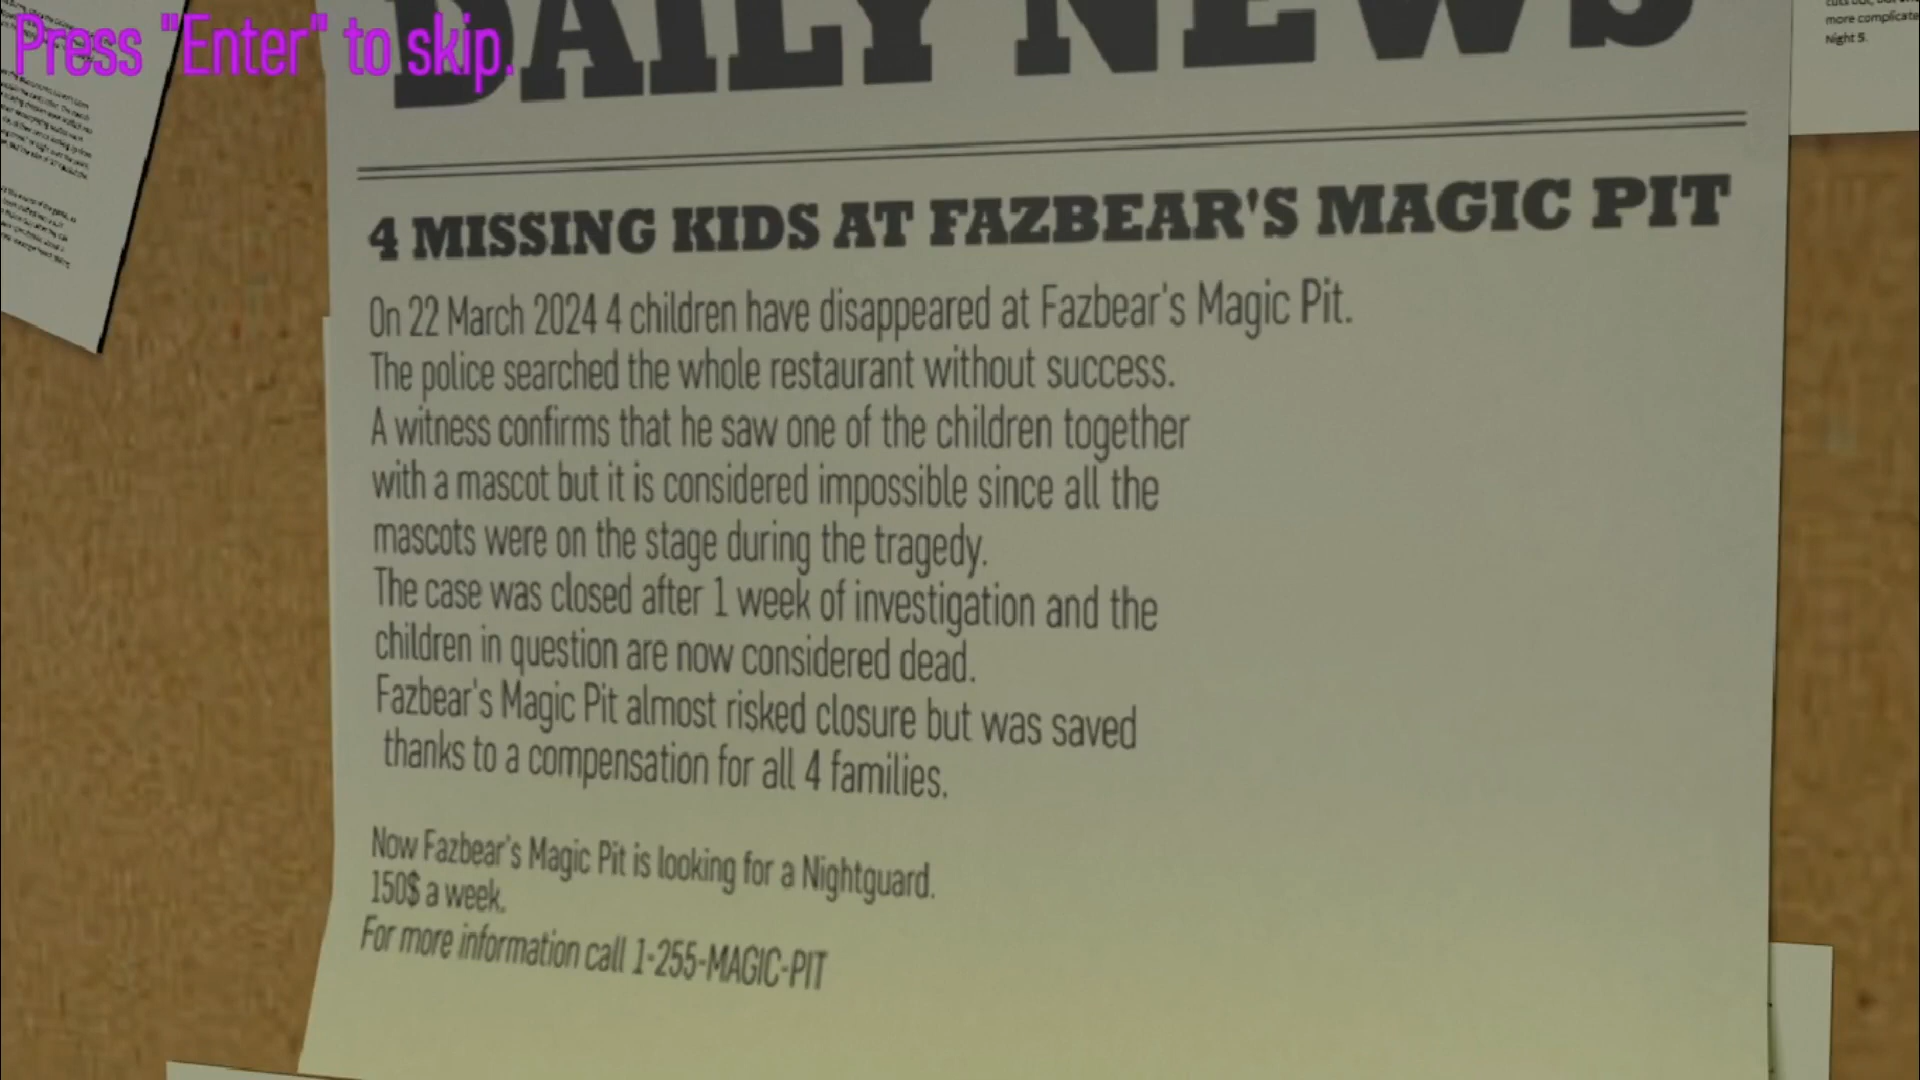 Press "Enter" to skip.
DAILY NEWS
more complicate
Night 5.
4 MISSING KIDS AT FAZBEAR'S MAGIC PIT
On 22 March 2024 4 children have disappeared at Fazbear's Magic Pit.
The police searched the whole restaurant without success.
A witness confirms that he saw one of the children together
with a mascot but it is considered impossible since all the
mascots were on the stage during the tragedy.
The case was closed after 1 week of investigation and the
children in question are now considered dead.
Fazbear's Magic Pit almost risked closure but was saved
thanks to a compensation for all 4 families.
Now Fazbear's Magic Pit is looking for a Nightguard.
150$ a week.
For more information call 1-255-MAGIC-PIT